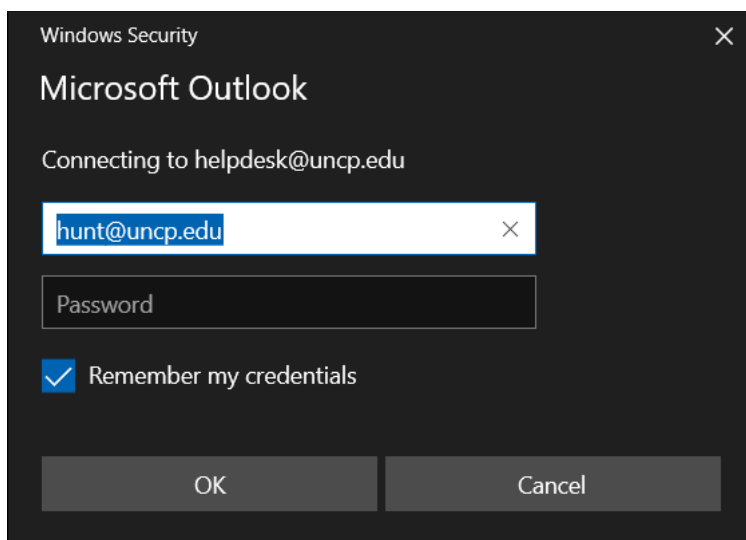 Windows Security
Microsoft Outlook
Connecting to helpdesk@uncp.edu
hunt@uncp.edu
Password
Remember my credentials
OK
Cancel